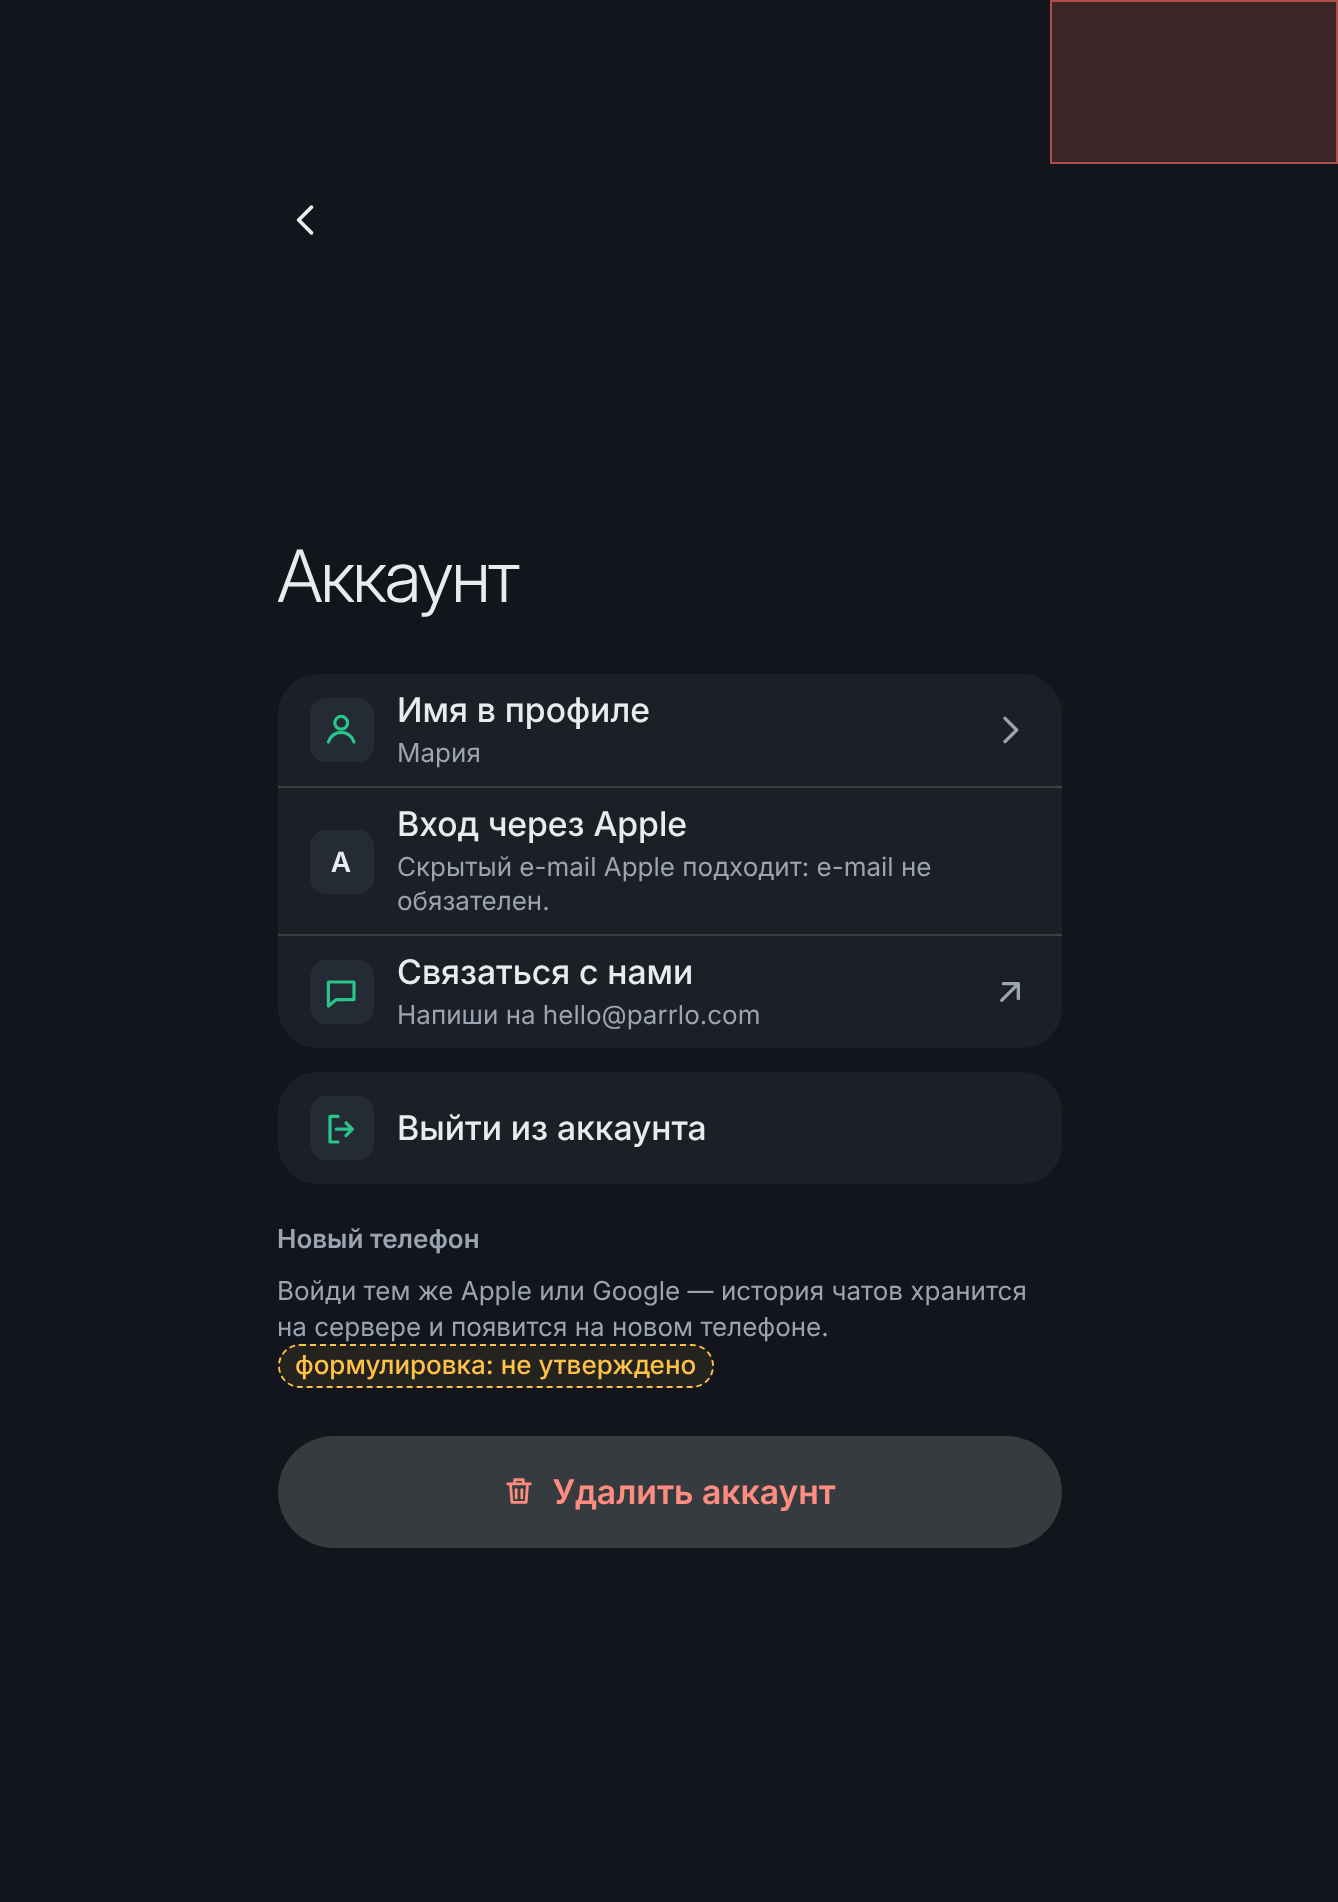 Аккаунт
Имя в профиле
Мария
A
Вход через Apple
Скрытый e-mail Apple подходит: e-mail не
обязателен.
Связаться с нами
Напиши на hello@parrlo.com
Выйти из аккаунта
Новый телефон
Войди тем же Apple или Google — история чатов хранится
на сервере и появится на новом телефоне.
формулировка: не утверждено
Удалить аккаунт